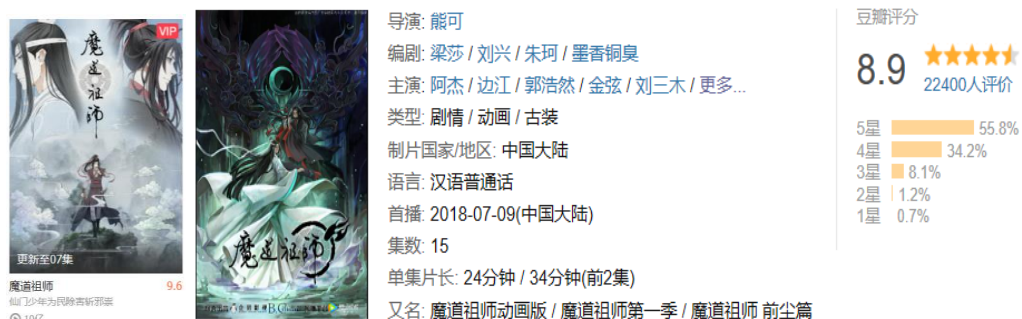 VIP
魔道祖师
更新至07集
魔道祖师 9.6
仙门少年为民除害斩邪祟
魔道祖师
导演: 熊可
编剧: 梁莎 / 刘兴 / 朱珂 / 墨香铜臭
主演: 阿杰 / 边江 / 郭浩然 / 金弦 / 刘三木 / 更多...
类型: 剧情 / 动画 / 古装
制片国家/地区: 中国大陆
语言: 汉语普通话
首播: 2018-07-09(中国大陆)
集数: 15
单集片长: 24分钟 / 34分钟(前2集)
又名: 魔道祖师动画版 / 魔道祖师第一季 / 魔道祖师 前尘篇
豆瓣评分
8.9
22400人评价
5星 55.8%
4星 34.2%
3星 8.1%
2星 1.2%
1星 0.7%